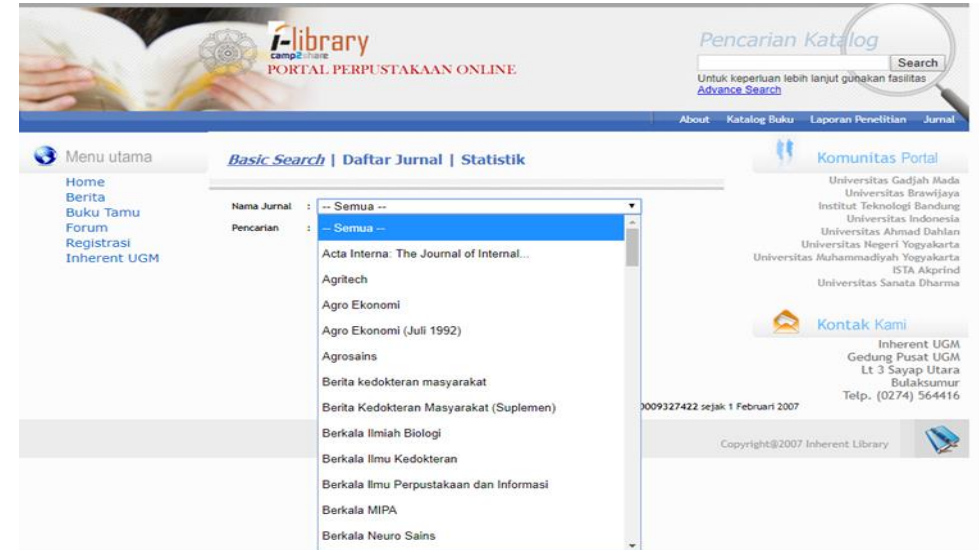 i-library
camp2share
PORTAL PERPUSTAKAAN ONLINE
Pencarian Katalog
Search
Untuk keperluan lebih lanjut gunakan fasilitas
Advance Search
About Katalog Buku Laporan Penelitian Jurnal
Menu utama
Home
Berita
Buku Tamu
Forum
Registrasi
Inherent UGM
Basic Search | Daftar Jurnal | Statistik
Nama Jurnal : -- Semua --
Pencarian :
-- Semua --
Acta Interna: The Journal of Internal...
Agritech
Agro Ekonomi
Agro Ekonomi (Juli 1992)
Agrosains
Berita kedokteran masyarakat
Berita Kedokteran Masyarakat (Suplemen)
Berkala Ilmiah Biologi
Berkala Ilmu Kedokteran
Berkala Ilmu Perpustakaan dan Informasi
Berkala MIPA
Berkala Neuro Sains
Komunitas Portal
Universitas Gadjah Mada
Universitas Brawijaya
Institut Teknologi Bandung
Universitas Indonesia
Universitas Ahmad Dahlan
Universitas Negeri Yogyakarta
Universitas Muhammadiyah Yogyakarta
ISTA Akprind
Universitas Sanata Dharma
Kontak Kami
Inherent UGM
Gedung Pusat UGM
Lt 3 Sayap Utara
Bulaksumur
Telp. (0274) 564416
0009327422 sejak 1 Februari 2007
Copyright@2007 Inherent Library